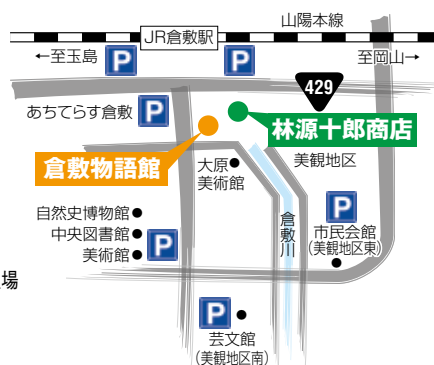 山陽本線
JR倉敷駅
←至玉島
P
P
至岡山→
429
あちてらす倉敷
P
林源十郎商店
倉敷物語館
大原
美術館
美観地区
倉敷川
自然史博物館
中央図書館
美術館
P
P
市民会館
(美観地区東)
場
P
芸文館
(美観地区南)